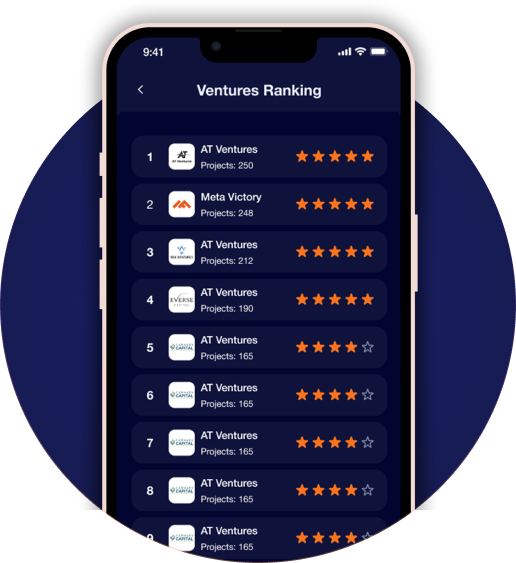 9:41
Ventures Ranking
1
AT
AT Ventures
AT Ventures
Projects: 250
2
Meta Victory
Projects: 248
3
AT Ventures
Projects: 212
4
EVERSE
CAPITAL
AT Ventures
Projects: 190
5
CAPITAL
AT Ventures
Projects: 165
6
CAPITAL
AT Ventures
Projects: 165
7
CAPITAL
AT Ventures
Projects: 165
8
CAPITAL
AT Ventures
Projects: 165
9
CAPITAL
AT Ventures
Projects: 165